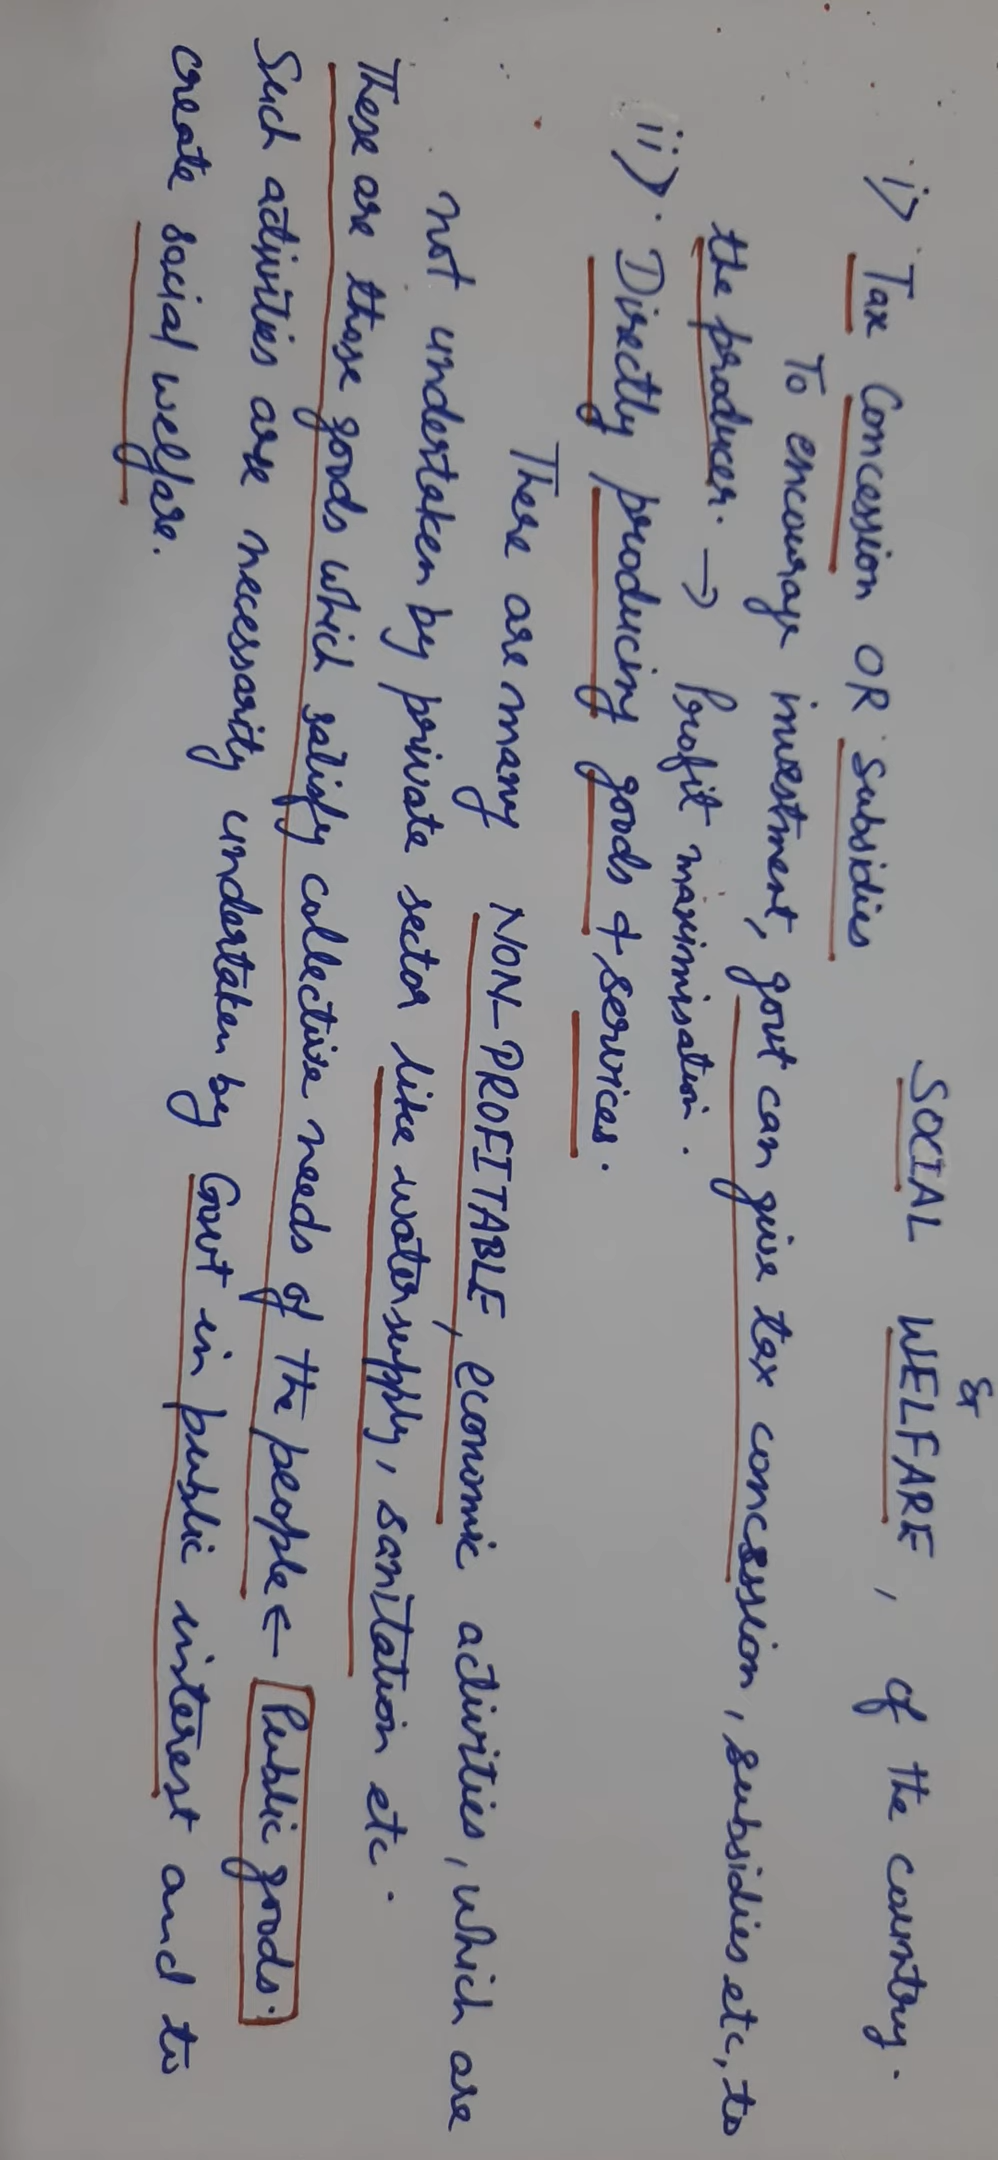 &
SOCIAL WELFARE, of the country.
i) Tax Concession OR Subsidies
To encourage investment, govt can give tax concession, subsidies etc, to
the producer. → Profit maximisation.
ii) Directly producing goods & services.
There are many NON-PROFITABLE, economic activities, which are
not undertaken by private sector like water supply, sanitation etc.
These are those goods which satisfy collective needs of the people ← Public goods.
Such activities are necessarity undertaken by Govt in public interest and to
create social welfare.